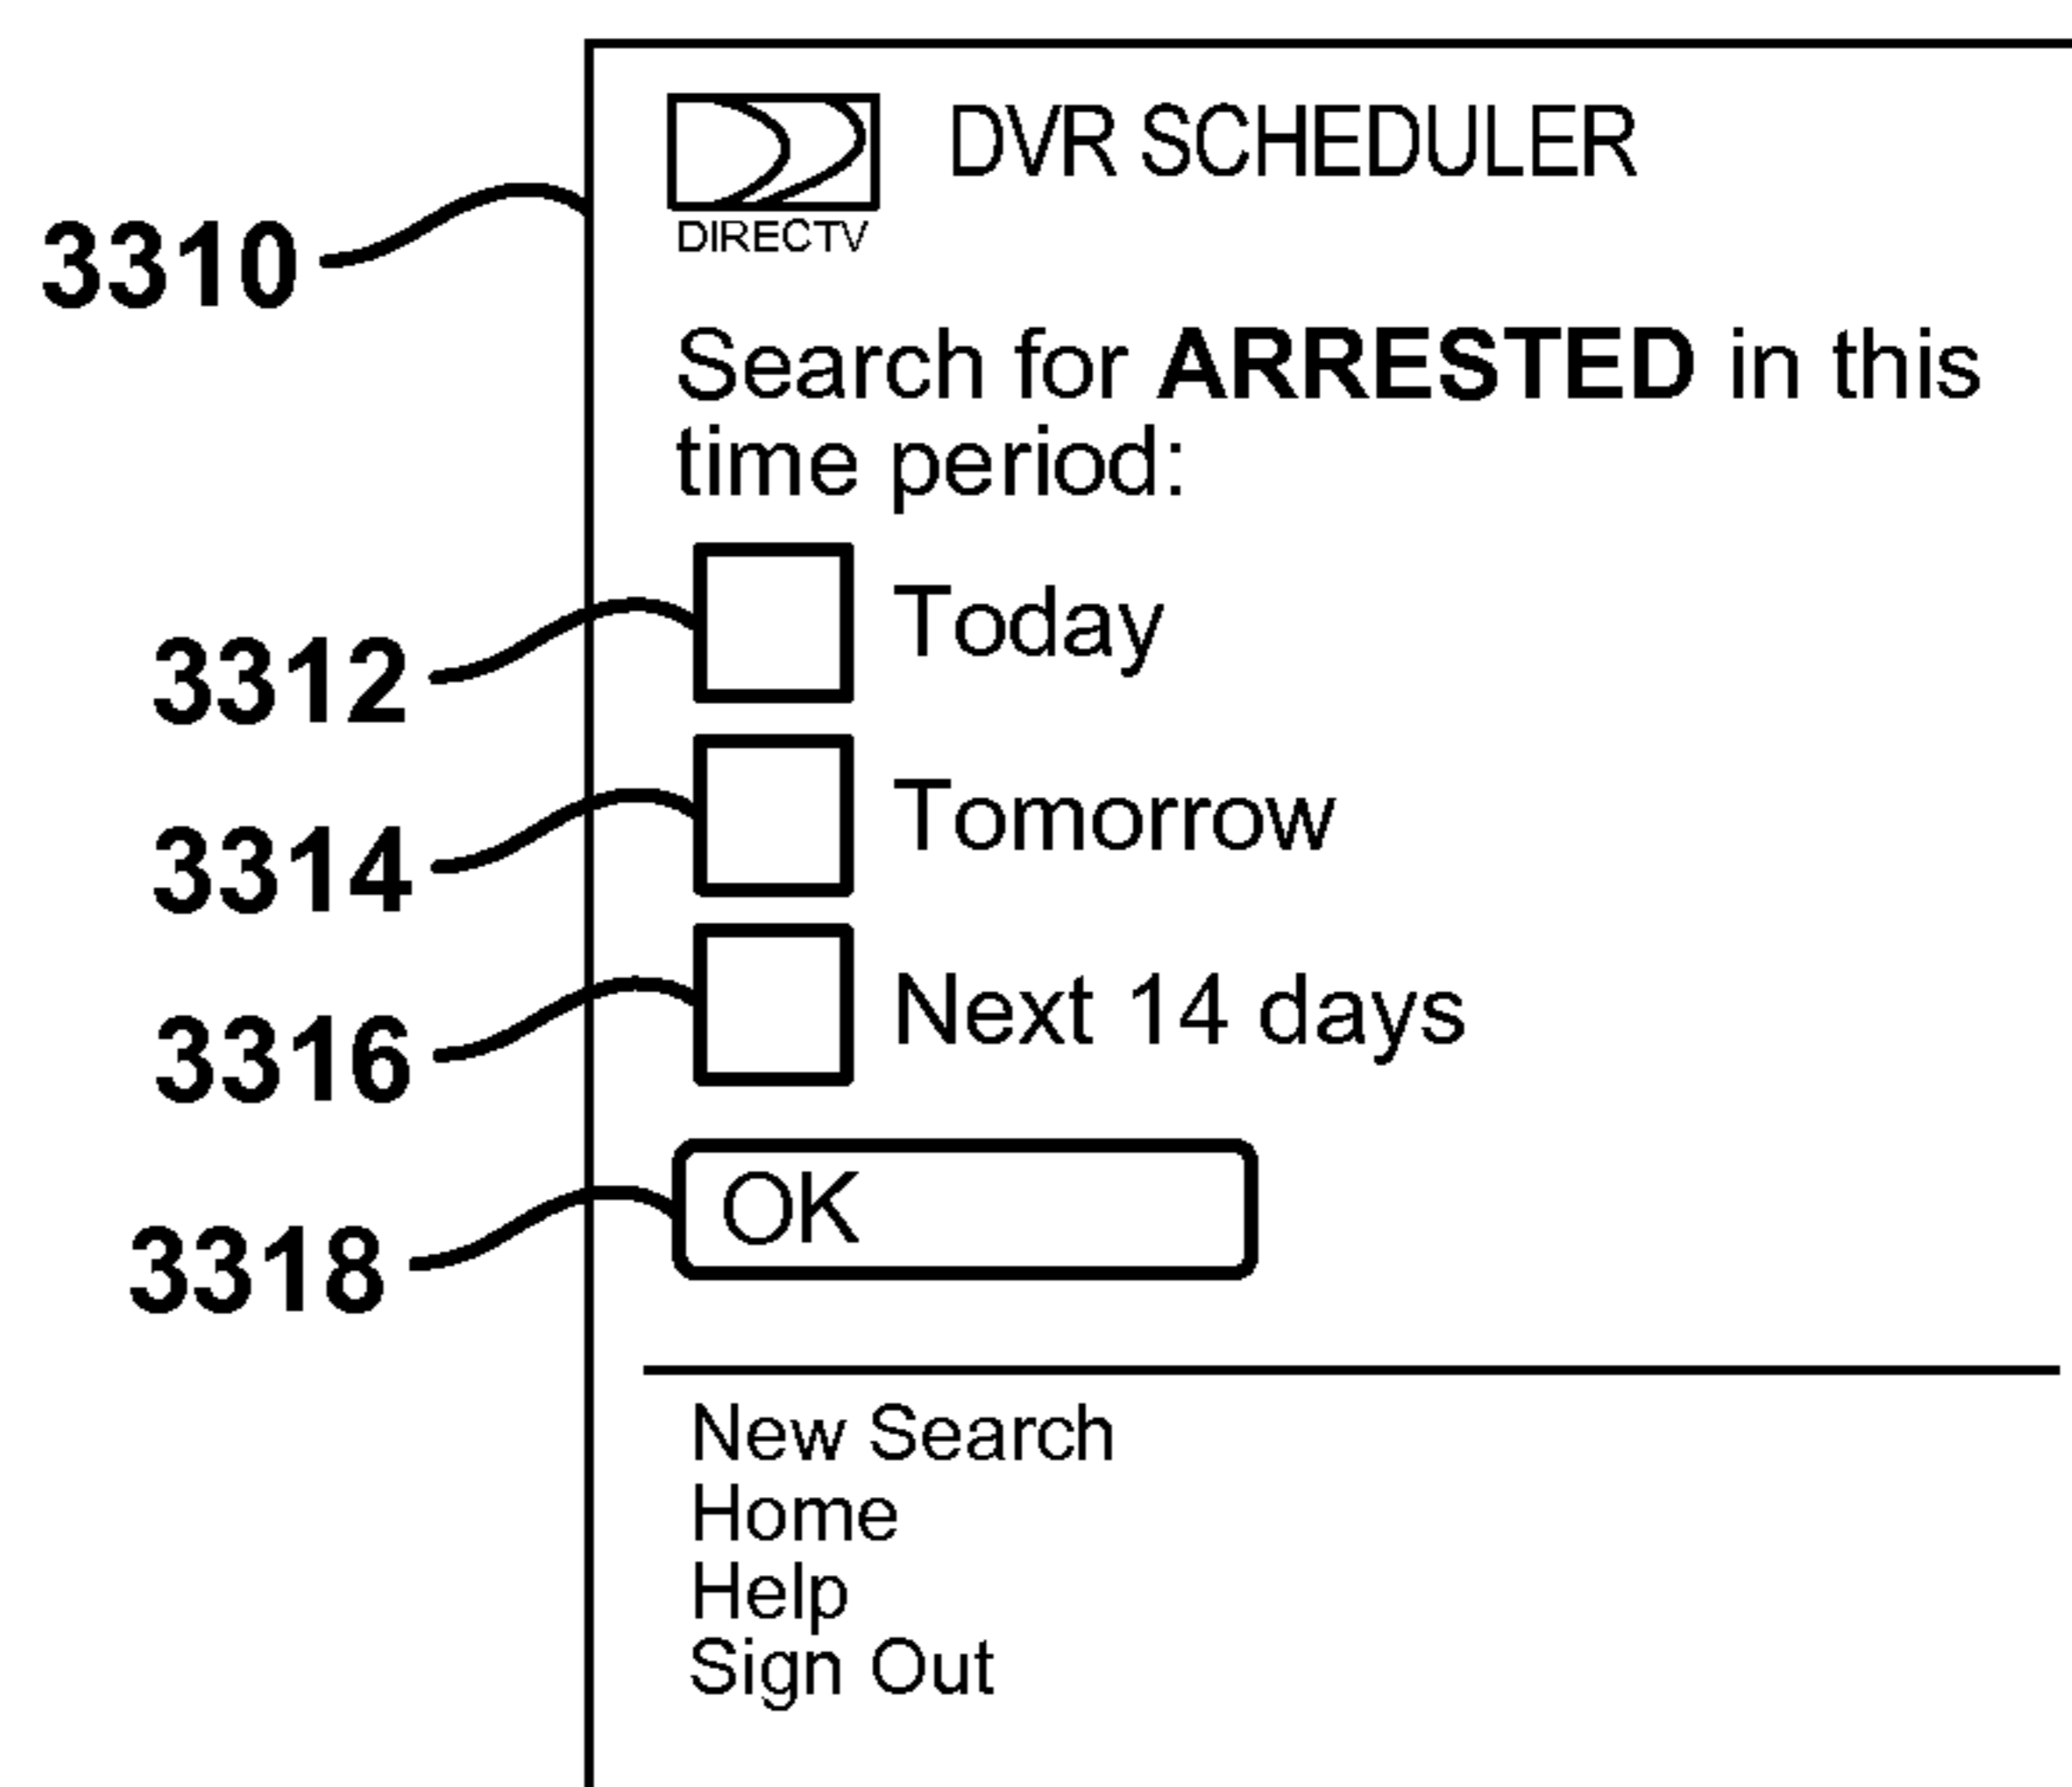 DVR SCHEDULER
DIRECTV
3310
Search for ARRESTED in this
time period:
3312 Today
3314 Tomorrow
3316 Next 14 days
3318 OK
New Search
Home
Help
Sign Out